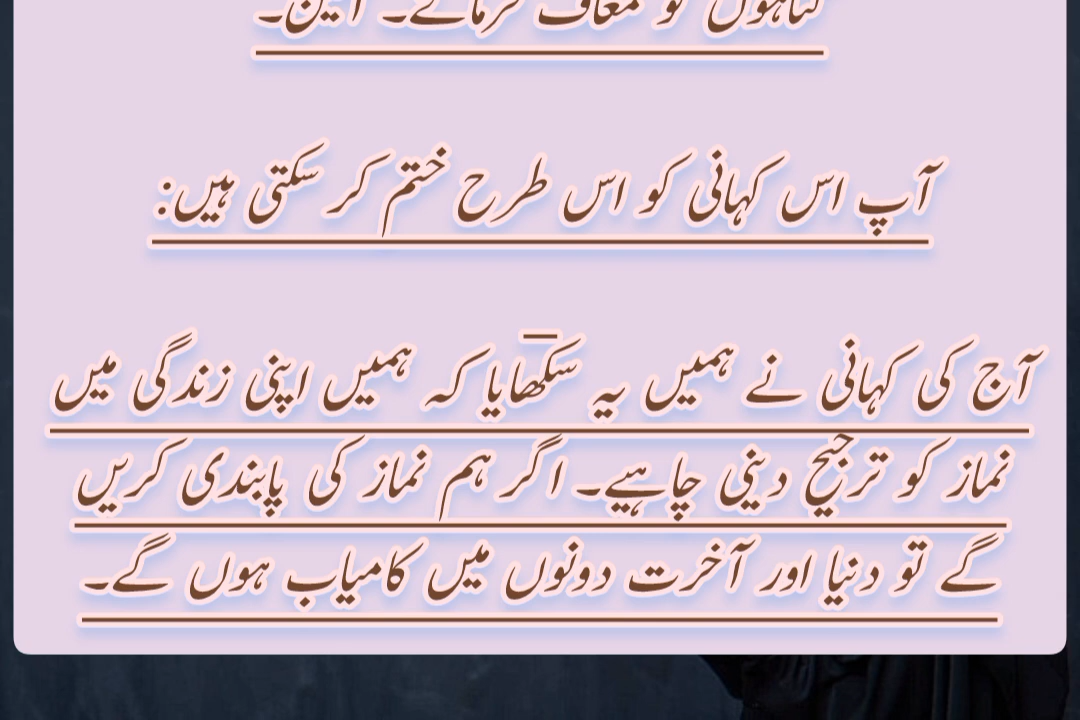 گناہوں کو معاف فرمائے۔ آمین۔
آپ اس کہانی کو اس طرح ختم کر سکتی ہیں:
آج کی کہانی نے ہمیں یہ سکھایا کہ ہمیں اپنی زندگی میں
نماز کو ترجیح دینی چاہیے۔ اگر ہم نماز کی پابندی کریں
گے تو دنیا اور آخرت دونوں میں کامیاب ہوں گے۔